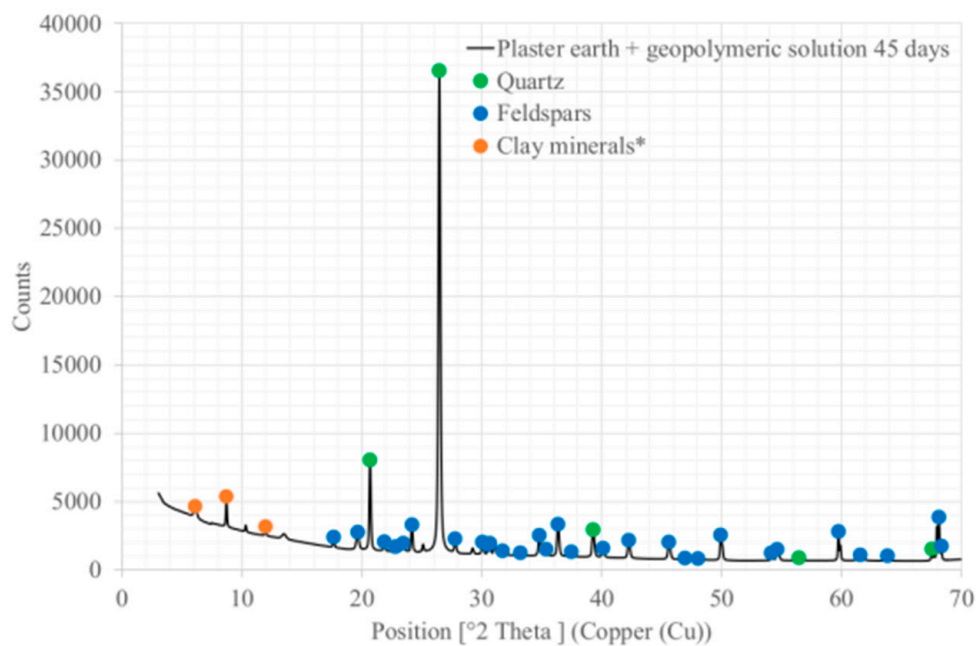 40000
35000
30000
25000
20000
15000
10000
5000
0
Counts
Plaster earth + geopolymeric solution 45 days
Quartz
Feldspars
Clay minerals*
0 10 20 30 40 50 60 70
Position [°2 Theta ] (Copper (Cu))